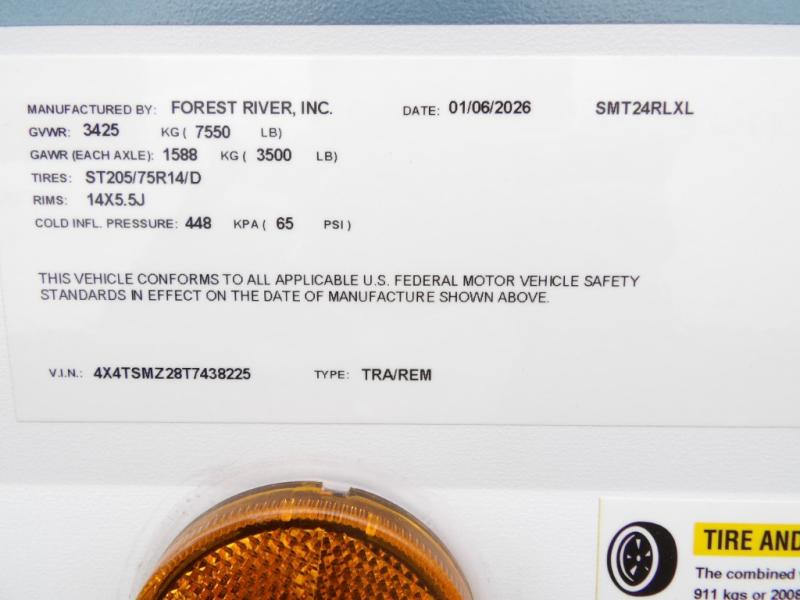 MANUFACTURED BY: FOREST RIVER, INC. DATE: 01/06/2026 SMT24RLXL
GVWR: 3425 KG ( 7550 LB)
GAWR (EACH AXLE): 1588 KG ( 3500 LB)
TIRES: ST205/75R14/D
RIMS: 14X5.5J
COLD INFL. PRESSURE: 448 KPA ( 65 PSI )
THIS VEHICLE CONFORMS TO ALL APPLICABLE U.S. FEDERAL MOTOR VEHICLE SAFETY
STANDARDS IN EFFECT ON THE DATE OF MANUFACTURE SHOWN ABOVE.
V.I.N.: 4X4TSMZ28T7438225 TYPE: TRA/REM
TIRE AND
The combined
911 kgs or 2008